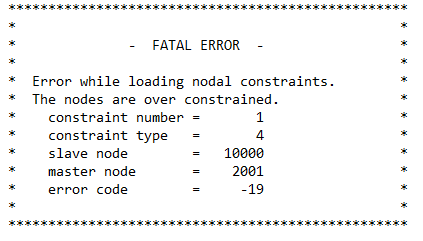 **************************************************
*                                                *
*              -  FATAL ERROR  -                 *
*                                                *
*  Error while loading nodal constraints.        *
*  The nodes are over constrained.               *
*    constraint number =       1                 *
*    constraint type   =       4                 *
*    slave node        =   10000                 *
*    master node       =    2001                 *
*    error code        =     -19                 *
*                                                *
**************************************************